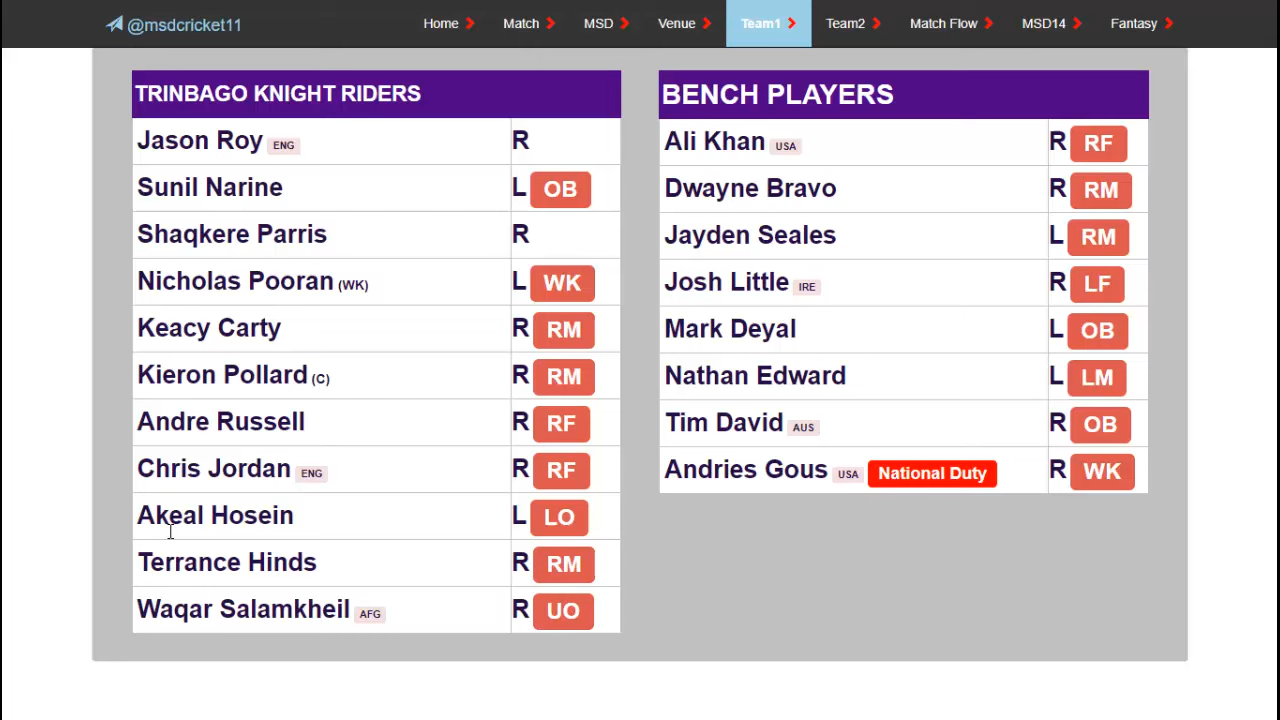 @msdcricket11 Home Match MSD Venue Team1 Team2 Match Flow MSD14 Fantasy
TRINBAGO KNIGHT RIDERS
Jason Roy ENG R
Sunil Narine L OB
Shaqkere Parris R
Nicholas Pooran (WK) L WK
Keacy Carty R RM
Kieron Pollard (C) R RM
Andre Russell R RF
Chris Jordan ENG R RF
Akeal Hosein L LO
Terrance Hinds R RM
Waqar Salamkheil AFG R UO
BENCH PLAYERS
Ali Khan USA R RF
Dwayne Bravo R RM
Jayden Seales L RM
Josh Little IRE R LF
Mark Deyal L OB
Nathan Edward L LM
Tim David AUS R OB
Andries Gous USA National Duty R WK